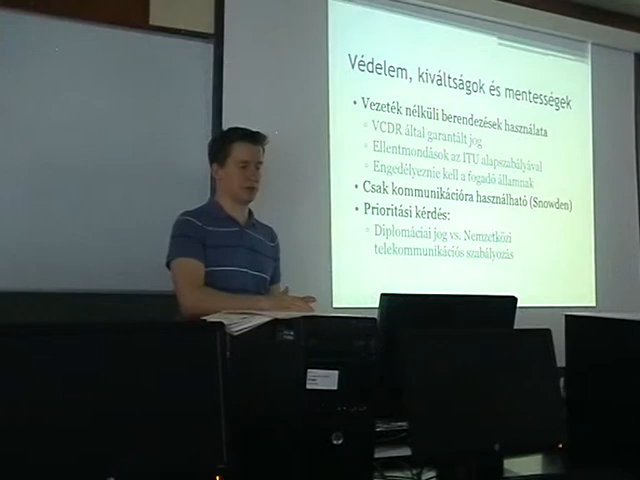 Védelem, kiváltságok és mentességek
• Vezeték nélküli berendezések használata
▫ VCDR által garantált jog
▫ Ellentmondások az ITU alapszabályával
▫ Engedélyeznie kell a fogadó államnak
• Csak kommunikációra használható (Snowden)
• Prioritási kérdés:
▫ Diplomáciai jog vs. Nemzetközi
telekommunikációs szabályozás